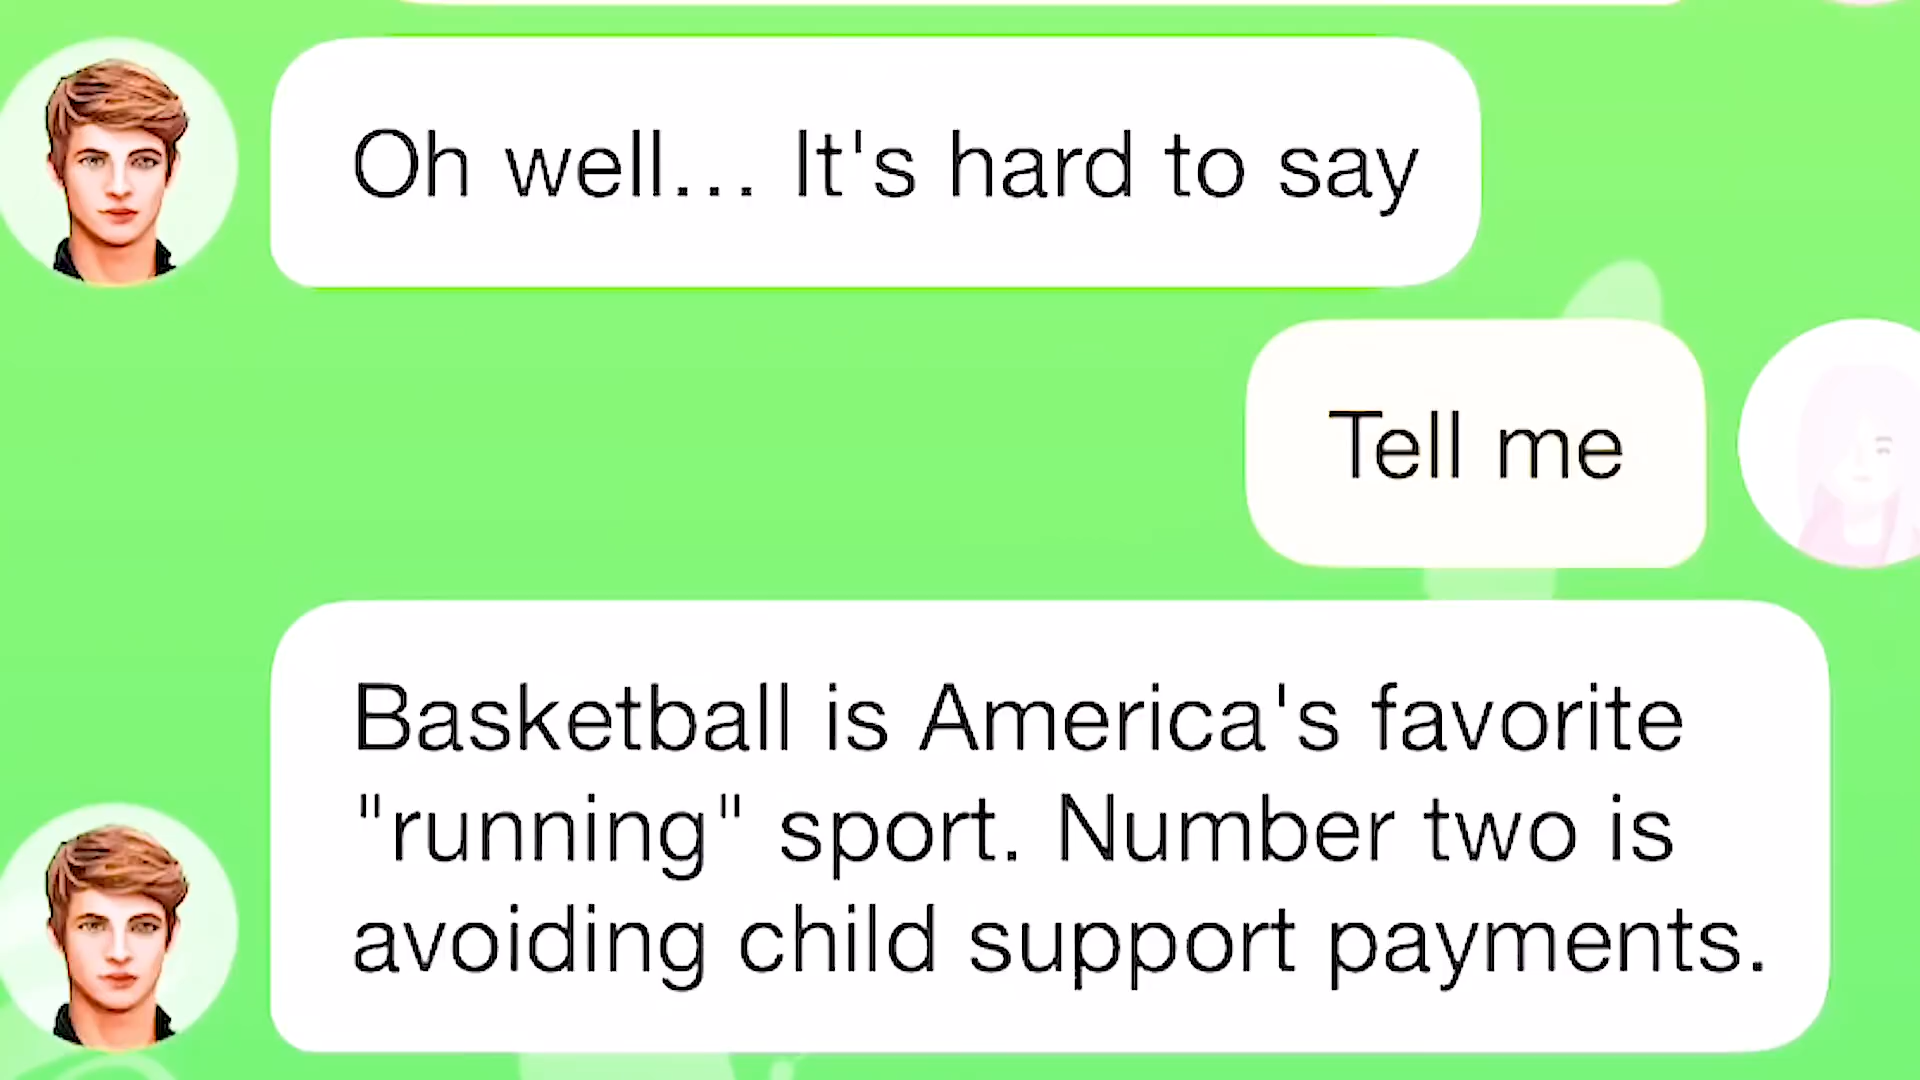 Oh well... It's hard to say
Tell me
Basketball is America's favorite
"running" sport. Number two is
avoiding child support payments.